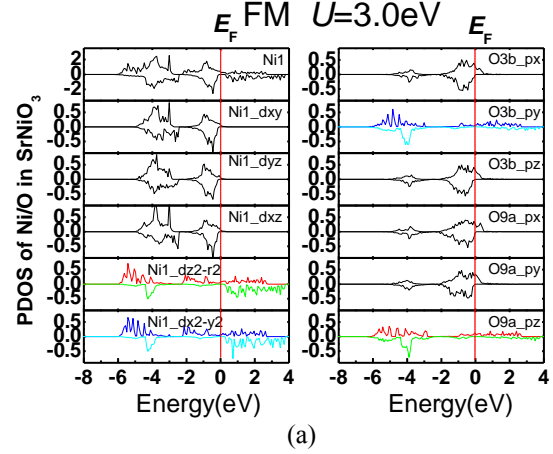 E_F FM U=3.0eV E_F
PDOS of Ni/O in SrNiO3
2
0
-2
Ni1
0.5
0.0
-0.5
Ni1_dxy
0.5
0.0
-0.5
Ni1_dyz
0.5
0.0
-0.5
Ni1_dxz
0.5
0.0
-0.5
Ni1_dz2-r2
0.5
0.0
-0.5
Ni1_dx2-y2
-8 -6 -4 -2 0 2 4
Energy(eV)
0.5
0.0
-0.5
O3b_px
0.5
0.0
-0.5
O3b_py
0.5
0.0
-0.5
O3b_pz
0.5
0.0
-0.5
O9a_px
0.5
0.0
-0.5
O9a_py
0.5
0.0
-0.5
O9a_pz
-8 -6 -4 -2 0 2 4
Energy(eV)
(a)